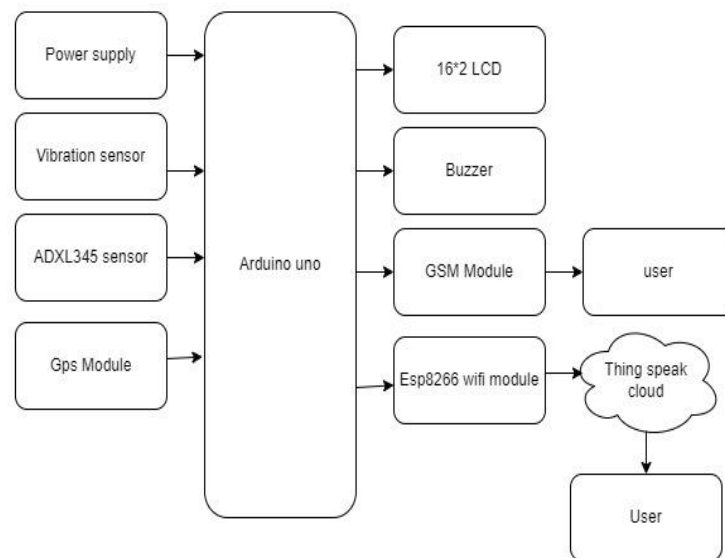 Power supply
16*2 LCD
Vibration sensor
Buzzer
ADXL345 sensor
Arduino uno
GSM Module
user
Gps Module
Esp8266 wifi module
Thing speak
cloud
User